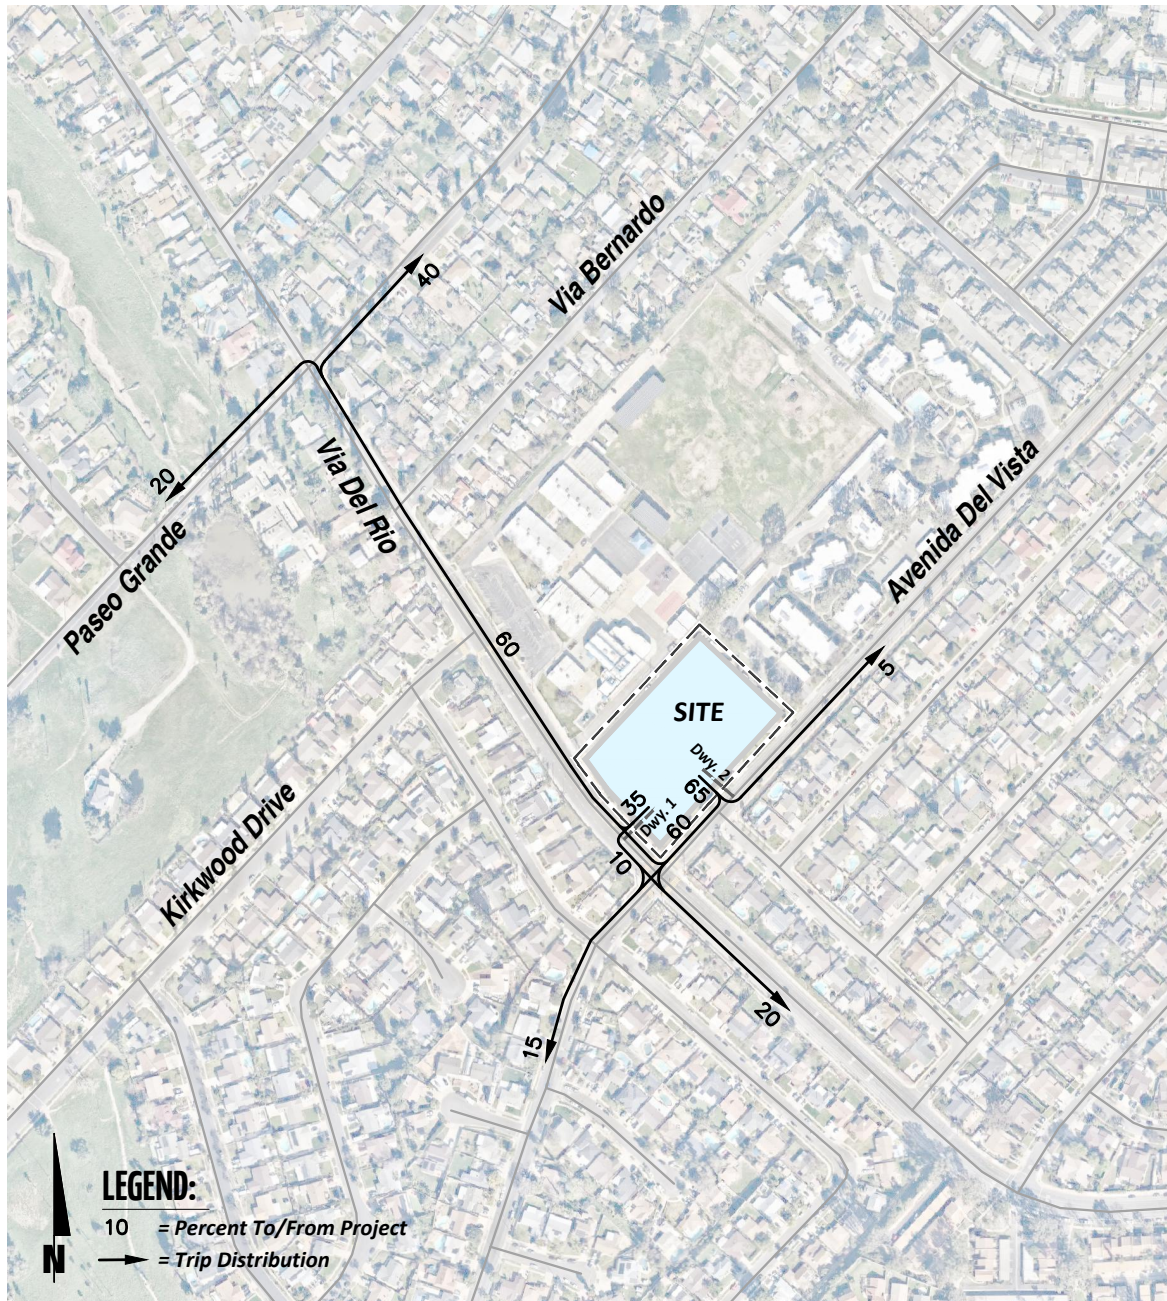 40
Via Bernardo
20
Via Del Rio
Paseo Grande
Avenida Del Vista
60
5
SITE
Dwy. 2
65
35
Dwy. 1
60
10
Kirkwood Drive
20
15
LEGEND:
10 = Percent To/From Project
= Trip Distribution
N